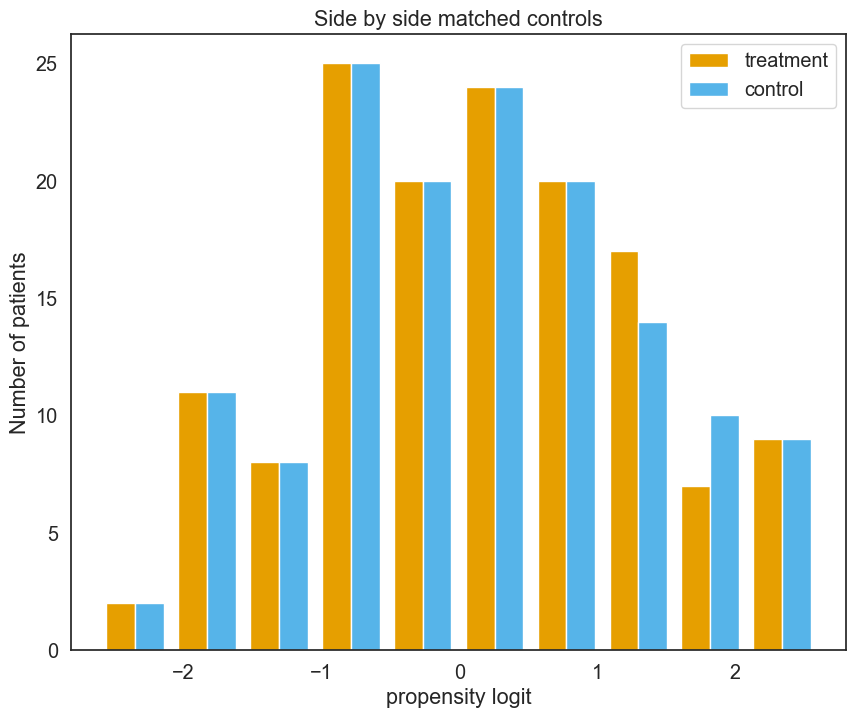 Side by side matched controls
treatment
control
Number of patients
25
20
15
10
5
0
−2
−1
0
1
2
propensity logit